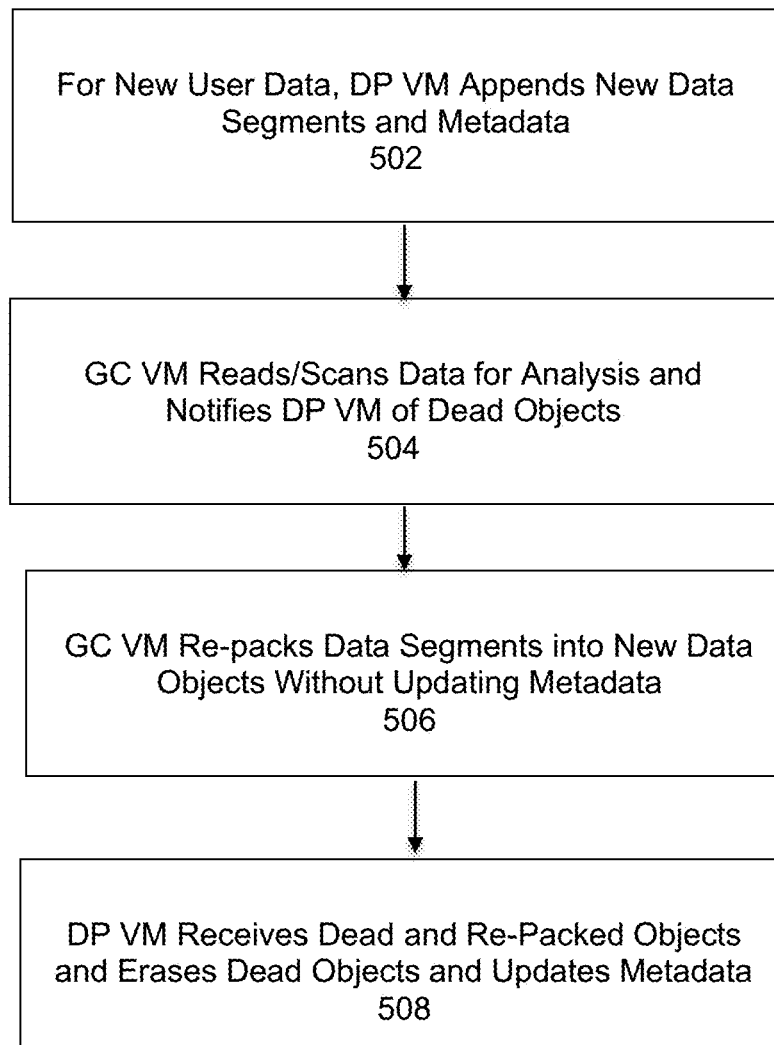 For New User Data, DP VM Appends New Data
Segments and Metadata
502
GC VM Reads/Scans Data for Analysis and
Notifies DP VM of Dead Objects
504
GC VM Re-packs Data Segments into New Data
Objects Without Updating Metadata
506
DP VM Receives Dead and Re-Packed Objects
and Erases Dead Objects and Updates Metadata
508